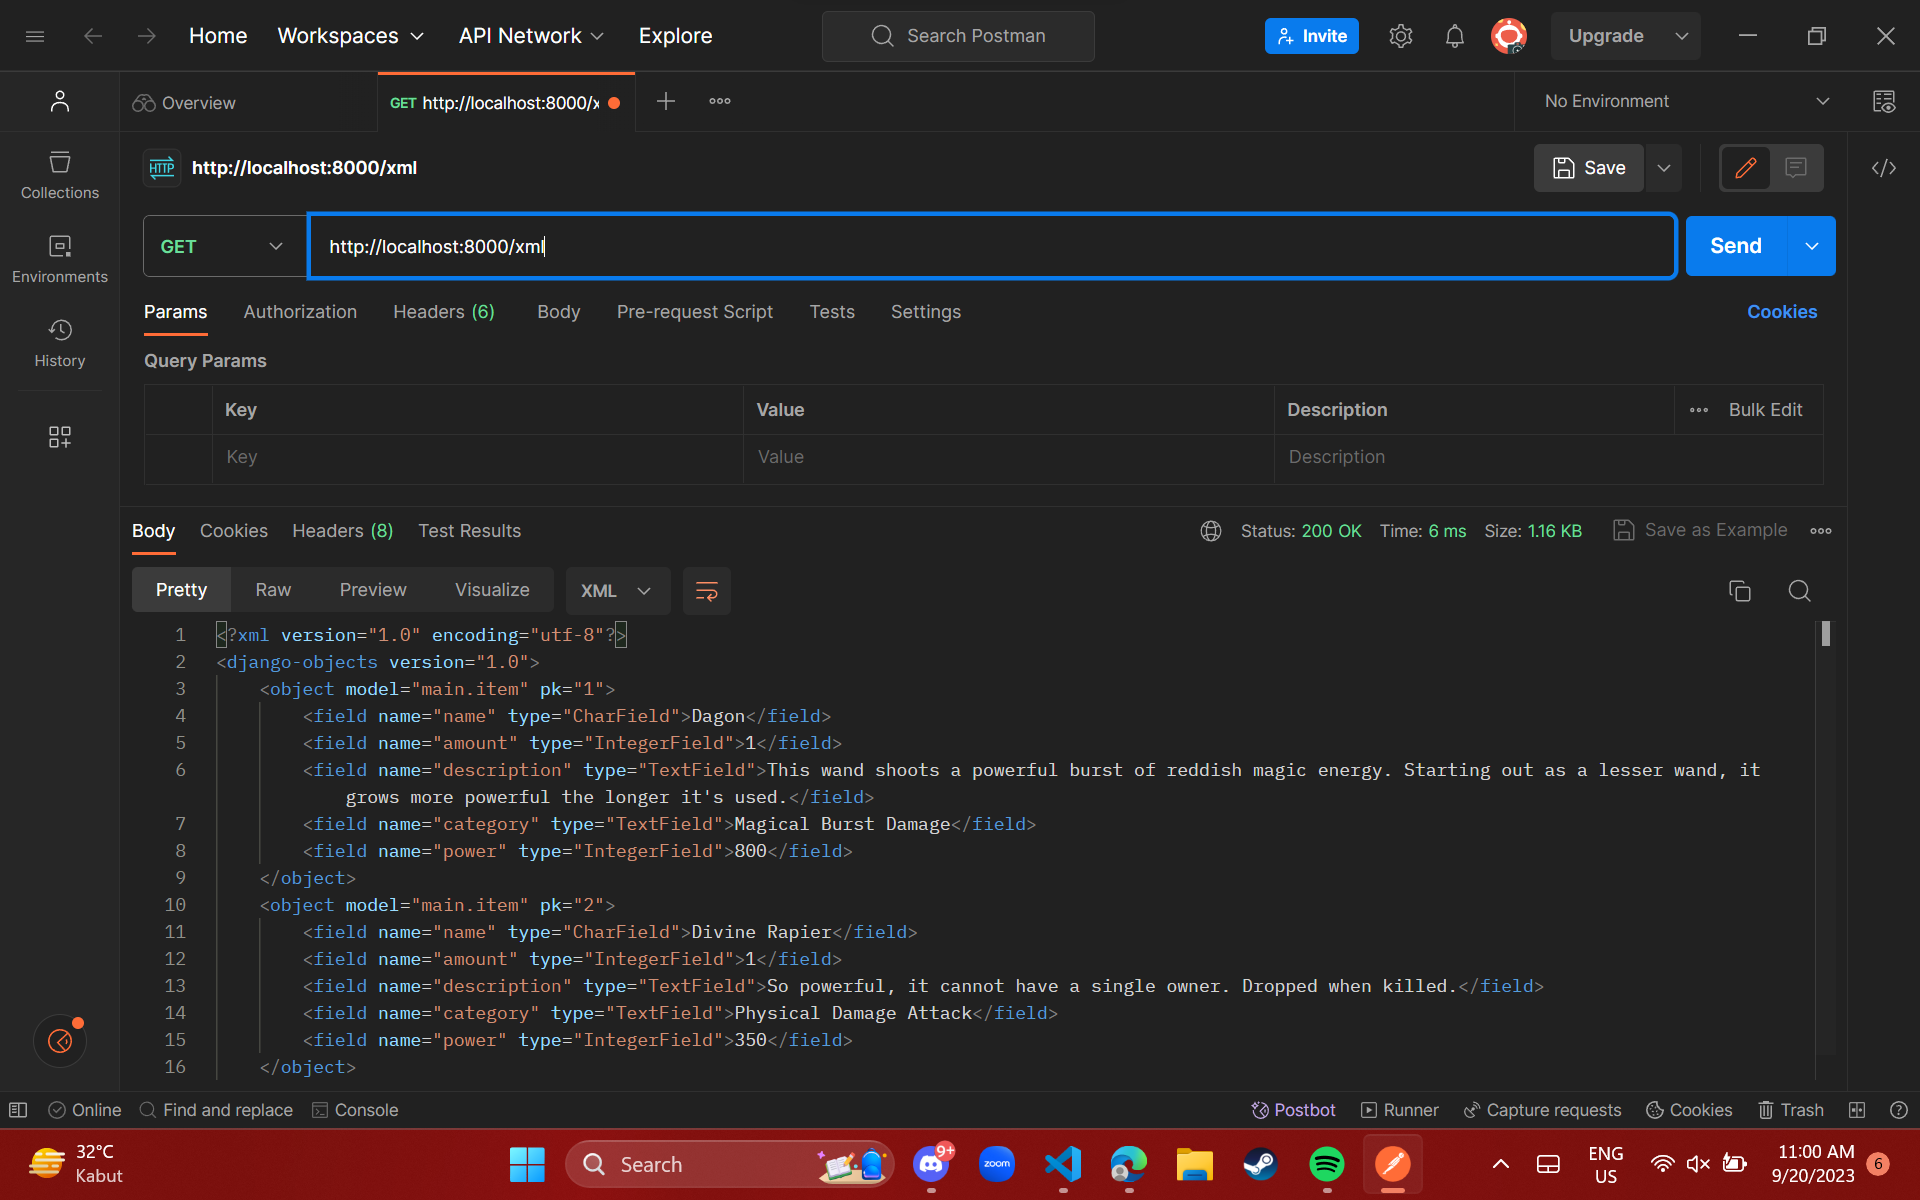 Home Workspaces API Network Explore Search Postman Invite Upgrade
Overview GET http://localhost:8000/x No Environment
HTTP http://localhost:8000/xml Save
Collections
GET http://localhost:8000/xml Send
Environments
Params Authorization Headers (6) Body Pre-request Script Tests Settings Cookies
History
Query Params
Key Value Description Bulk Edit
Key Value Description
Body Cookies Headers (8) Test Results Status: 200 OK Time: 6 ms Size: 1.16 KB Save as Example
Pretty Raw Preview Visualize XML
1 <?xml version="1.0" encoding="utf-8"?>
2 <django-objects version="1.0">
3 <object model="main.item" pk="1">
4 <field name="name" type="CharField">Dagon</field>
5 <field name="amount" type="IntegerField">1</field>
6 <field name="description" type="TextField">This wand shoots a powerful burst of reddish magic energy. Starting out as a lesser wand, it
grows more powerful the longer it's used.</field>
7 <field name="category" type="TextField">Magical Burst Damage</field>
8 <field name="power" type="IntegerField">800</field>
9 </object>
10 <object model="main.item" pk="2">
11 <field name="name" type="CharField">Divine Rapier</field>
12 <field name="amount" type="IntegerField">1</field>
13 <field name="description" type="TextField">So powerful, it cannot have a single owner. Dropped when killed.</field>
14 <field name="category" type="TextField">Physical Damage Attack</field>
15 <field name="power" type="IntegerField">350</field>
16 </object>
Online Find and replace Console Postbot Runner Capture requests Cookies Trash
32°C
Kabut
Search
9+
zoom
ENG
US
11:00 AM
9/20/2023
6